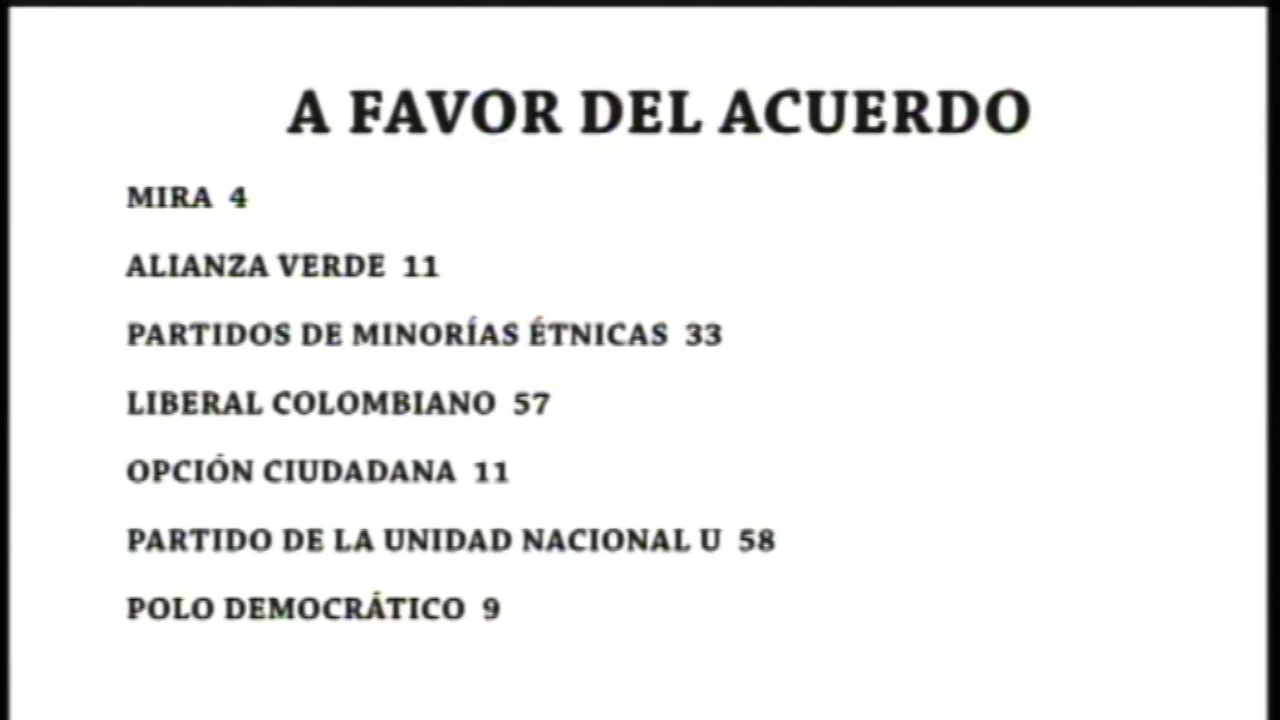 A FAVOR DEL ACUERDO
MIRA 4
ALIANZA VERDE 11
PARTIDOS DE MINORÍAS ÉTNICAS 33
LIBERAL COLOMBIANO 57
OPCIÓN CIUDADANA 11
PARTIDO DE LA UNIDAD NACIONAL U 58
POLO DEMOCRÁTICO 9